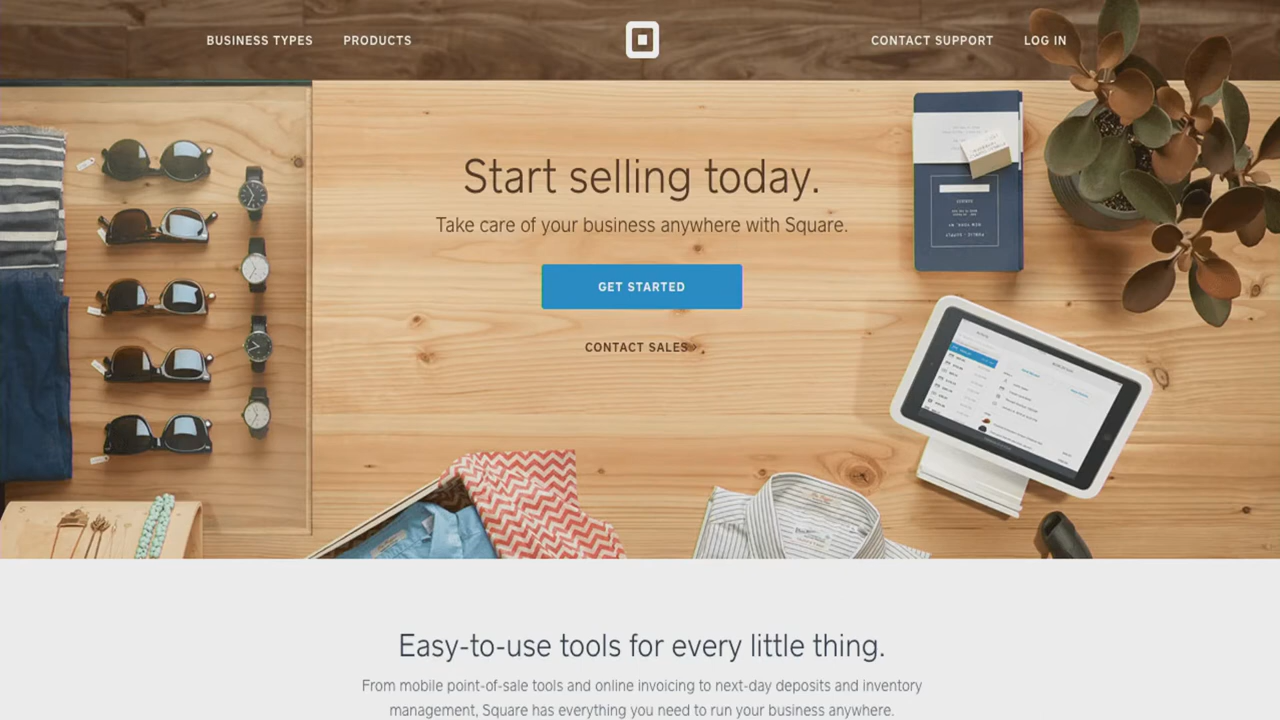 BUSINESS TYPES
PRODUCTS
CONTACT SUPPORT
LOG IN
Start selling today.
Take care of your business anywhere with Square.
GET STARTED
CONTACT SALES
Easy-to-use tools for every little thing.
From mobile point-of-sale tools and online invoicing to next-day deposits and inventory
management, Square has everything you need to run your business anywhere.